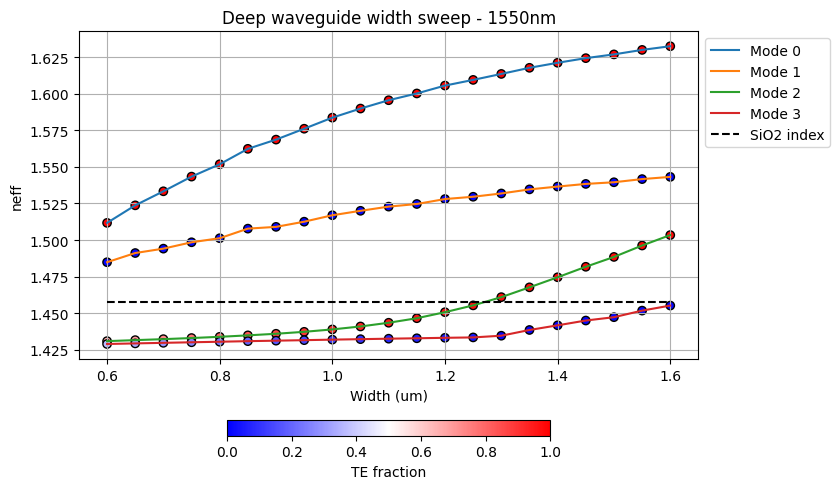 Deep waveguide width sweep - 1550nm
neff
1.625
1.600
1.575
1.550
1.525
1.500
1.475
1.450
1.425
0.6 0.8 1.0 1.2 1.4 1.6
Width (um)
Mode 0
Mode 1
Mode 2
Mode 3
SiO2 index
0.0 0.2 0.4 0.6 0.8 1.0
TE fraction